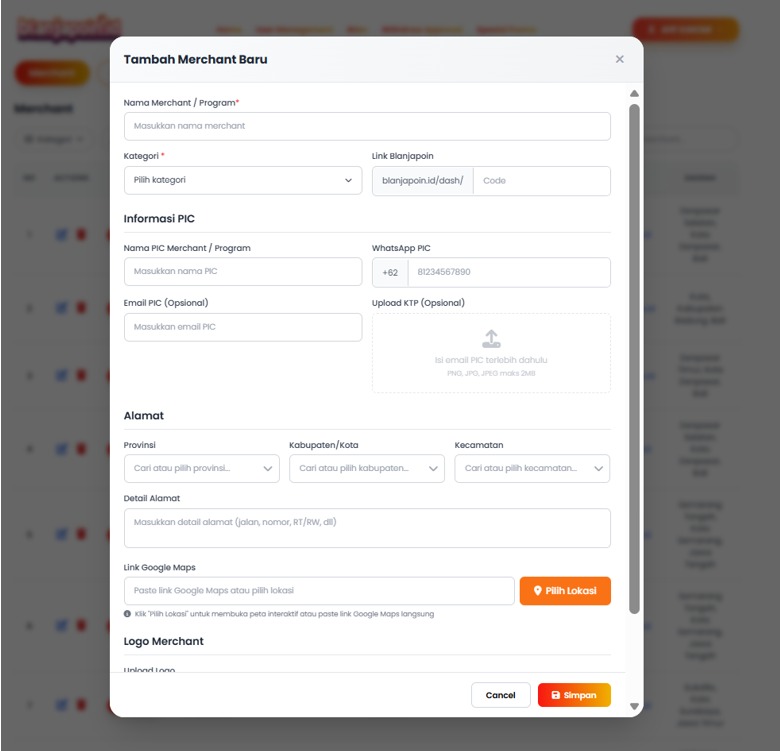 Tambah Merchant Baru
Nama Merchant / Program*
Masukkan nama merchant
Kategori *
Link Blanjapoin
Pilih kategori
blanjapoin.id/dash/
Code
Informasi PIC
Nama PIC Merchant / Program
WhatsApp PIC
Masukkan nama PIC
+62
81234567890
Email PIC (Opsional)
Upload KTP (Opsional)
Masukkan email PIC
Isi email PIC terlebih dahulu
PNG, JPG, JPEG maks 2MB
Alamat
Provinsi
Kabupaten/Kota
Kecamatan
Cari atau pilih provinsi...
Cari atau pilih kabupaten...
Cari atau pilih kecamatan...
Detail Alamat
Masukkan detail alamat (jalan, nomor, RT/RW, dll)
Link Google Maps
Paste link Google Maps atau pilih lokasi
Pilih Lokasi
Klik "Pilih Lokasi" untuk membuka peta interaktif atau paste link Google Maps langsung
Logo Merchant
Upload Logo
Cancel
Simpan